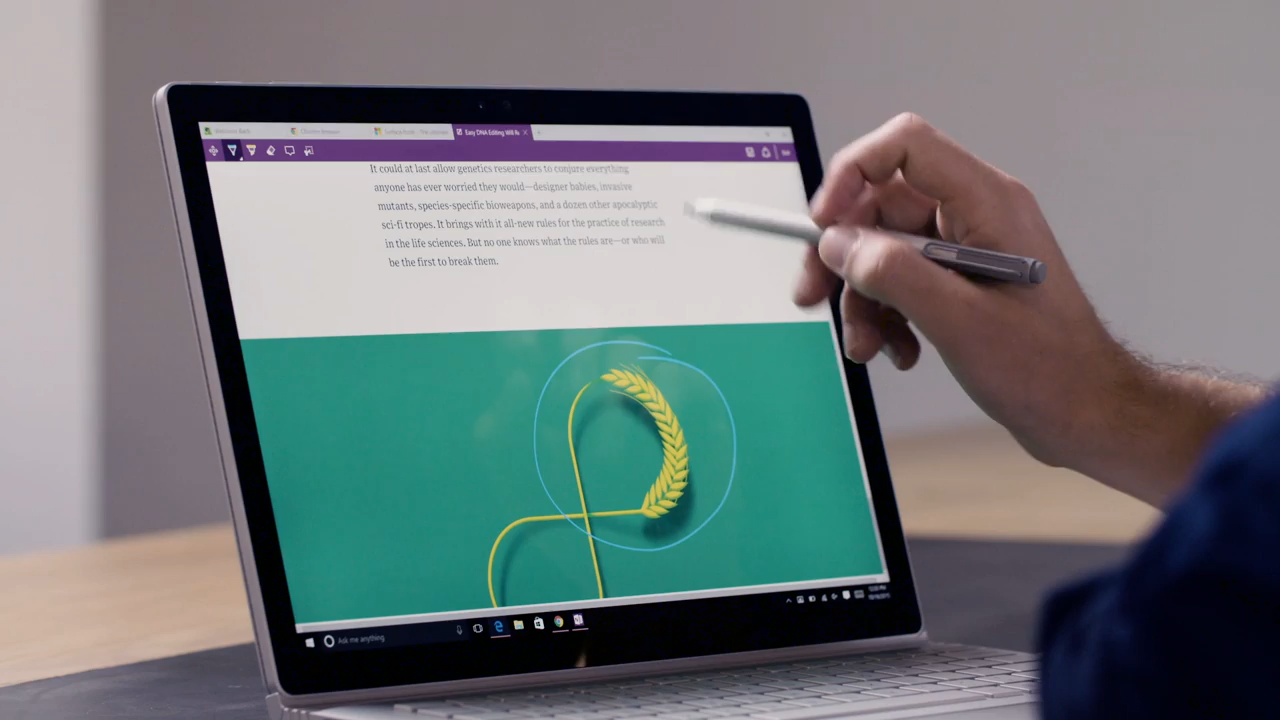 Easy DNA Editing Will Re
It could at last allow genetics researchers to conjure everything
anyone has ever worried they would—designer babies, invasive
mutants, species-specific bioweapons, and a dozen other apocalyptic
sci-fi tropes. It brings with it all-new rules for the practice of research
in the life sciences. But no one knows what the rules are—or who will
be the first to break them.
Ask me anything